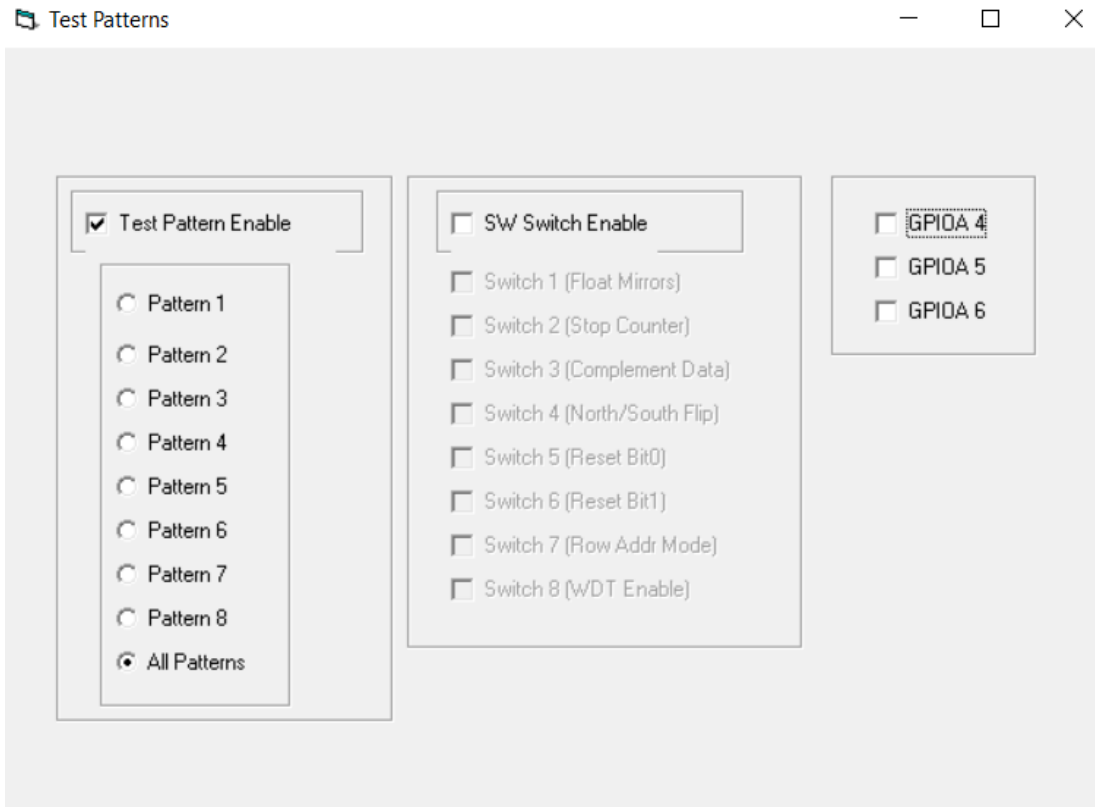 Test Patterns
Test Pattern Enable
Pattern 1
Pattern 2
Pattern 3
Pattern 4
Pattern 5
Pattern 6
Pattern 7
Pattern 8
All Patterns
SW Switch Enable
Switch 1 (Float Mirrors)
Switch 2 (Stop Counter)
Switch 3 (Complement Data)
Switch 4 (North/South Flip)
Switch 5 (Reset Bit0)
Switch 6 (Reset Bit1)
Switch 7 (Row Addr Mode)
Switch 8 (WDT Enable)
GPIOA 4
GPIOA 5
GPIOA 6